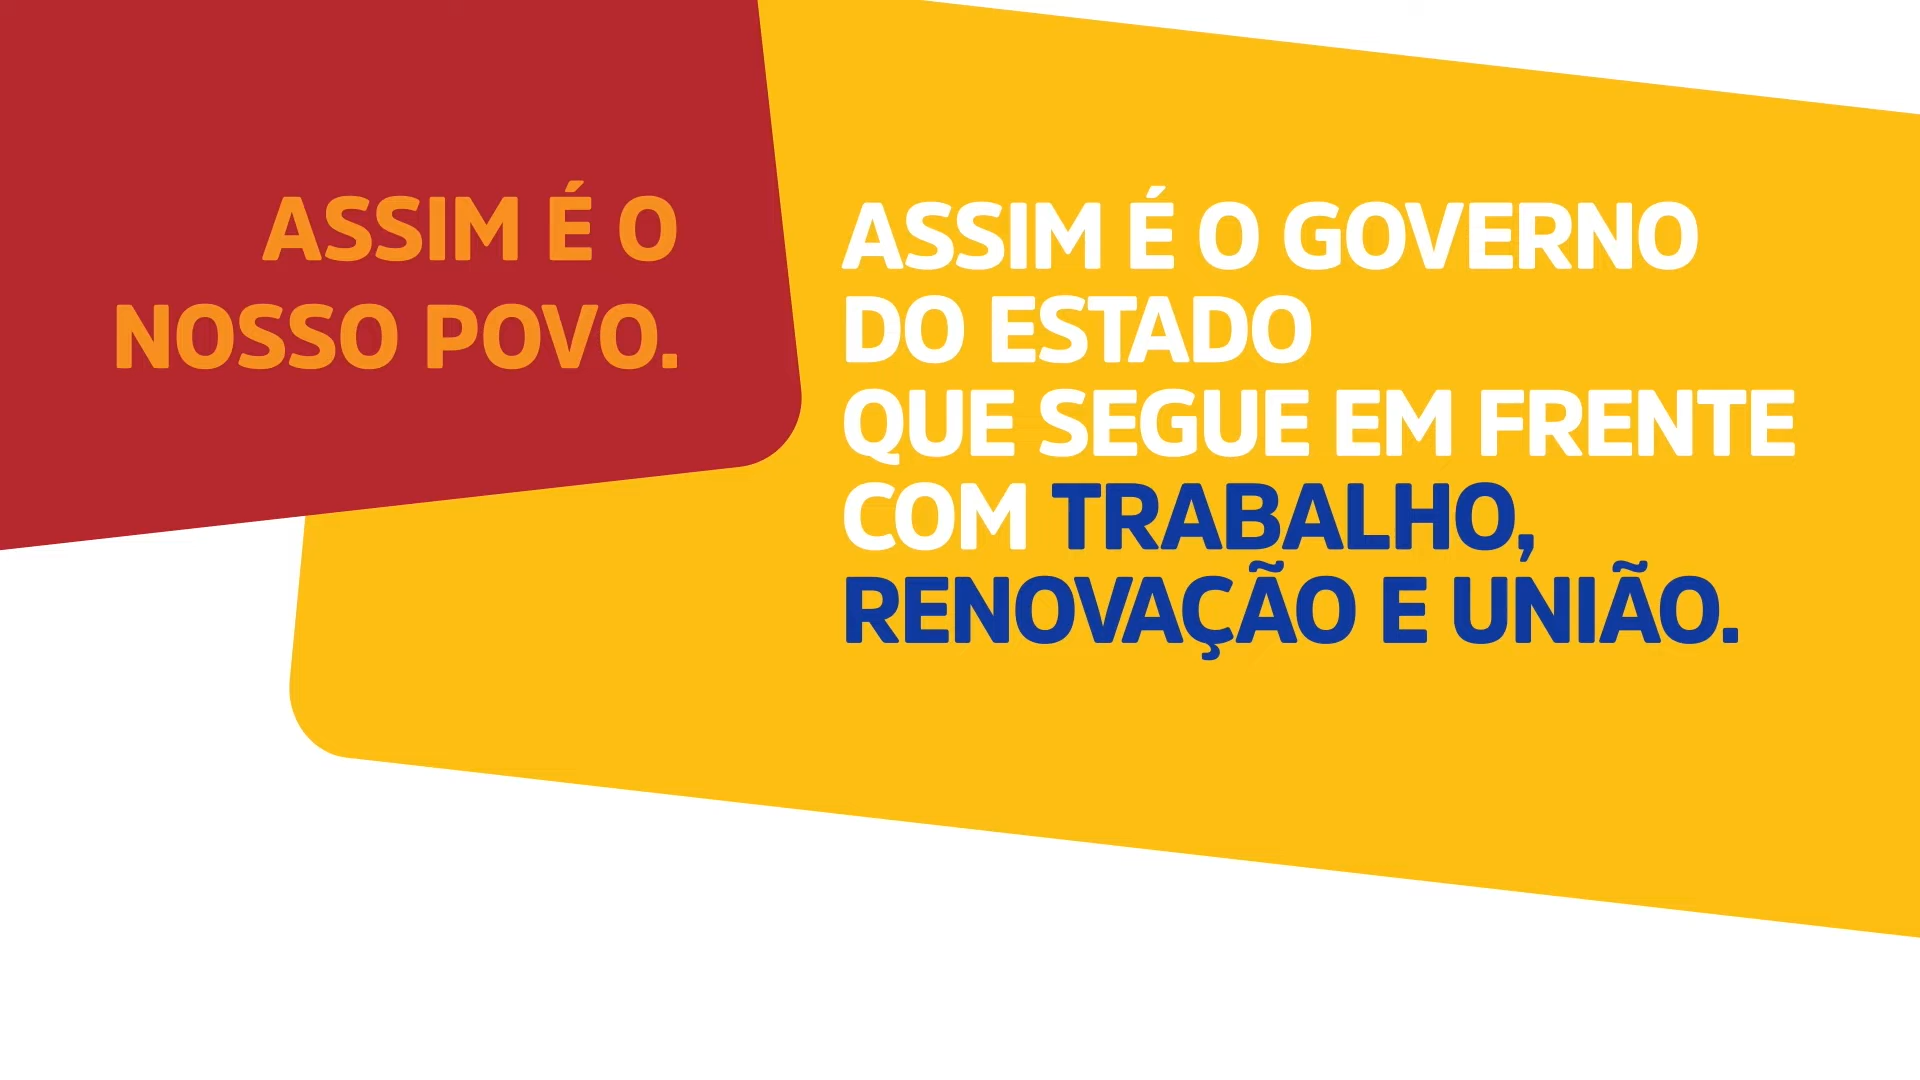 ASSIM É O
NOSSO POVO.
ASSIM É O GOVERNO
DO ESTADO
QUE SEGUE EM FRENTE
COM TRABALHO,
RENOVAÇÃO E UNIÃO.